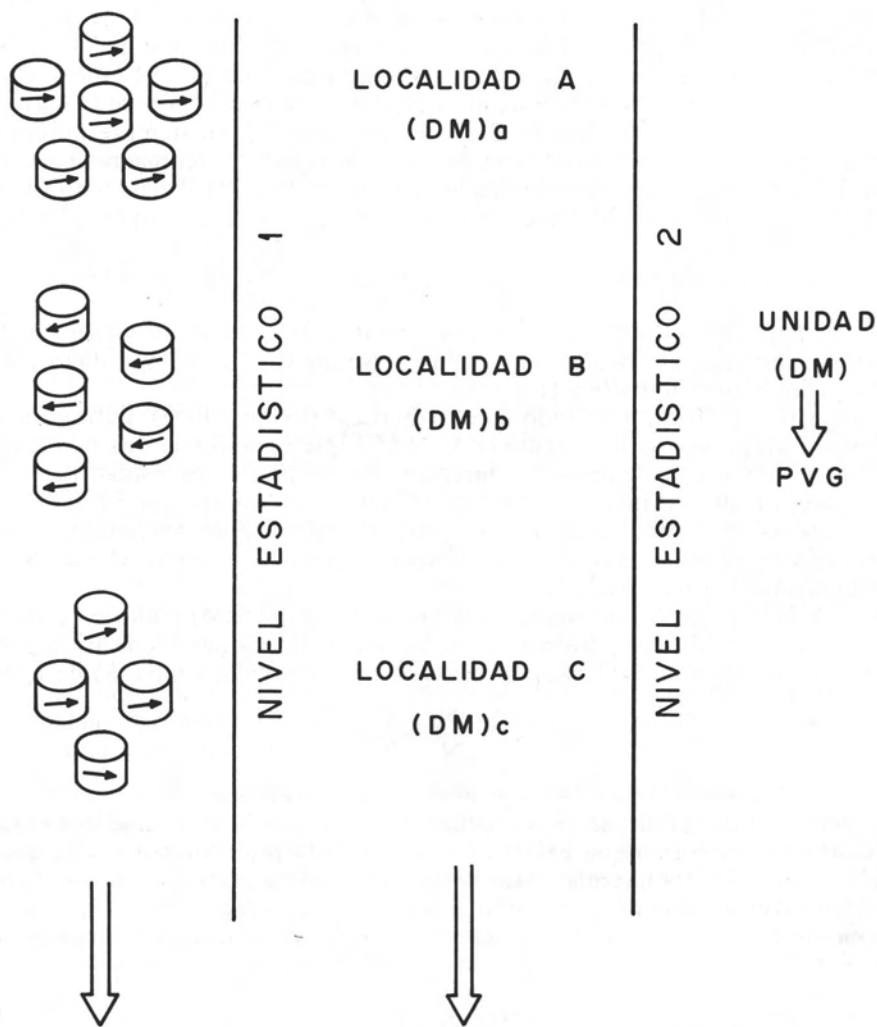 LOCALIDAD A
(DM)a
NIVEL ESTADISTICO 1
LOCALIDAD B
(DM)b
NIVEL ESTADISTICO 2
UNIDAD
(DM)
PVG
LOCALIDAD C
(DM)c